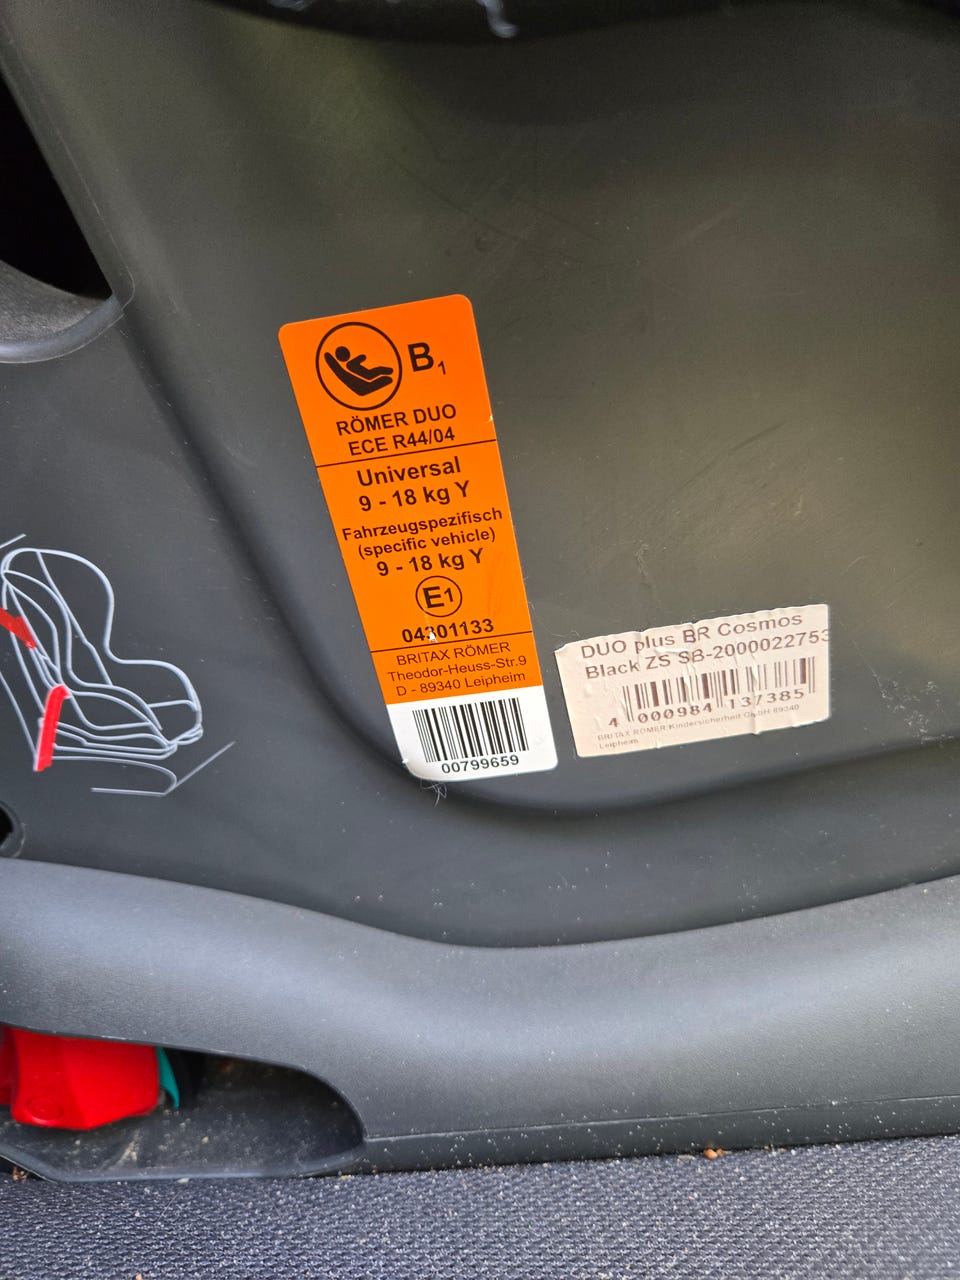 B1
RÖMER DUO
ECE R44/04
Universal
9 - 18 kg Y
Fahrzeugspezifisch
(specific vehicle)
9 - 18 kg Y
E1
04301133
BRITAX RÖMER
Theodor-Heuss-Str.9
D - 89340 Leipheim
00799659
DUO plus BR Cosmos
Black ZS SB-2000022753
4 000984 137385
BRITAX RÖMER Kindersicherheit GmbH 89340
Leipheim